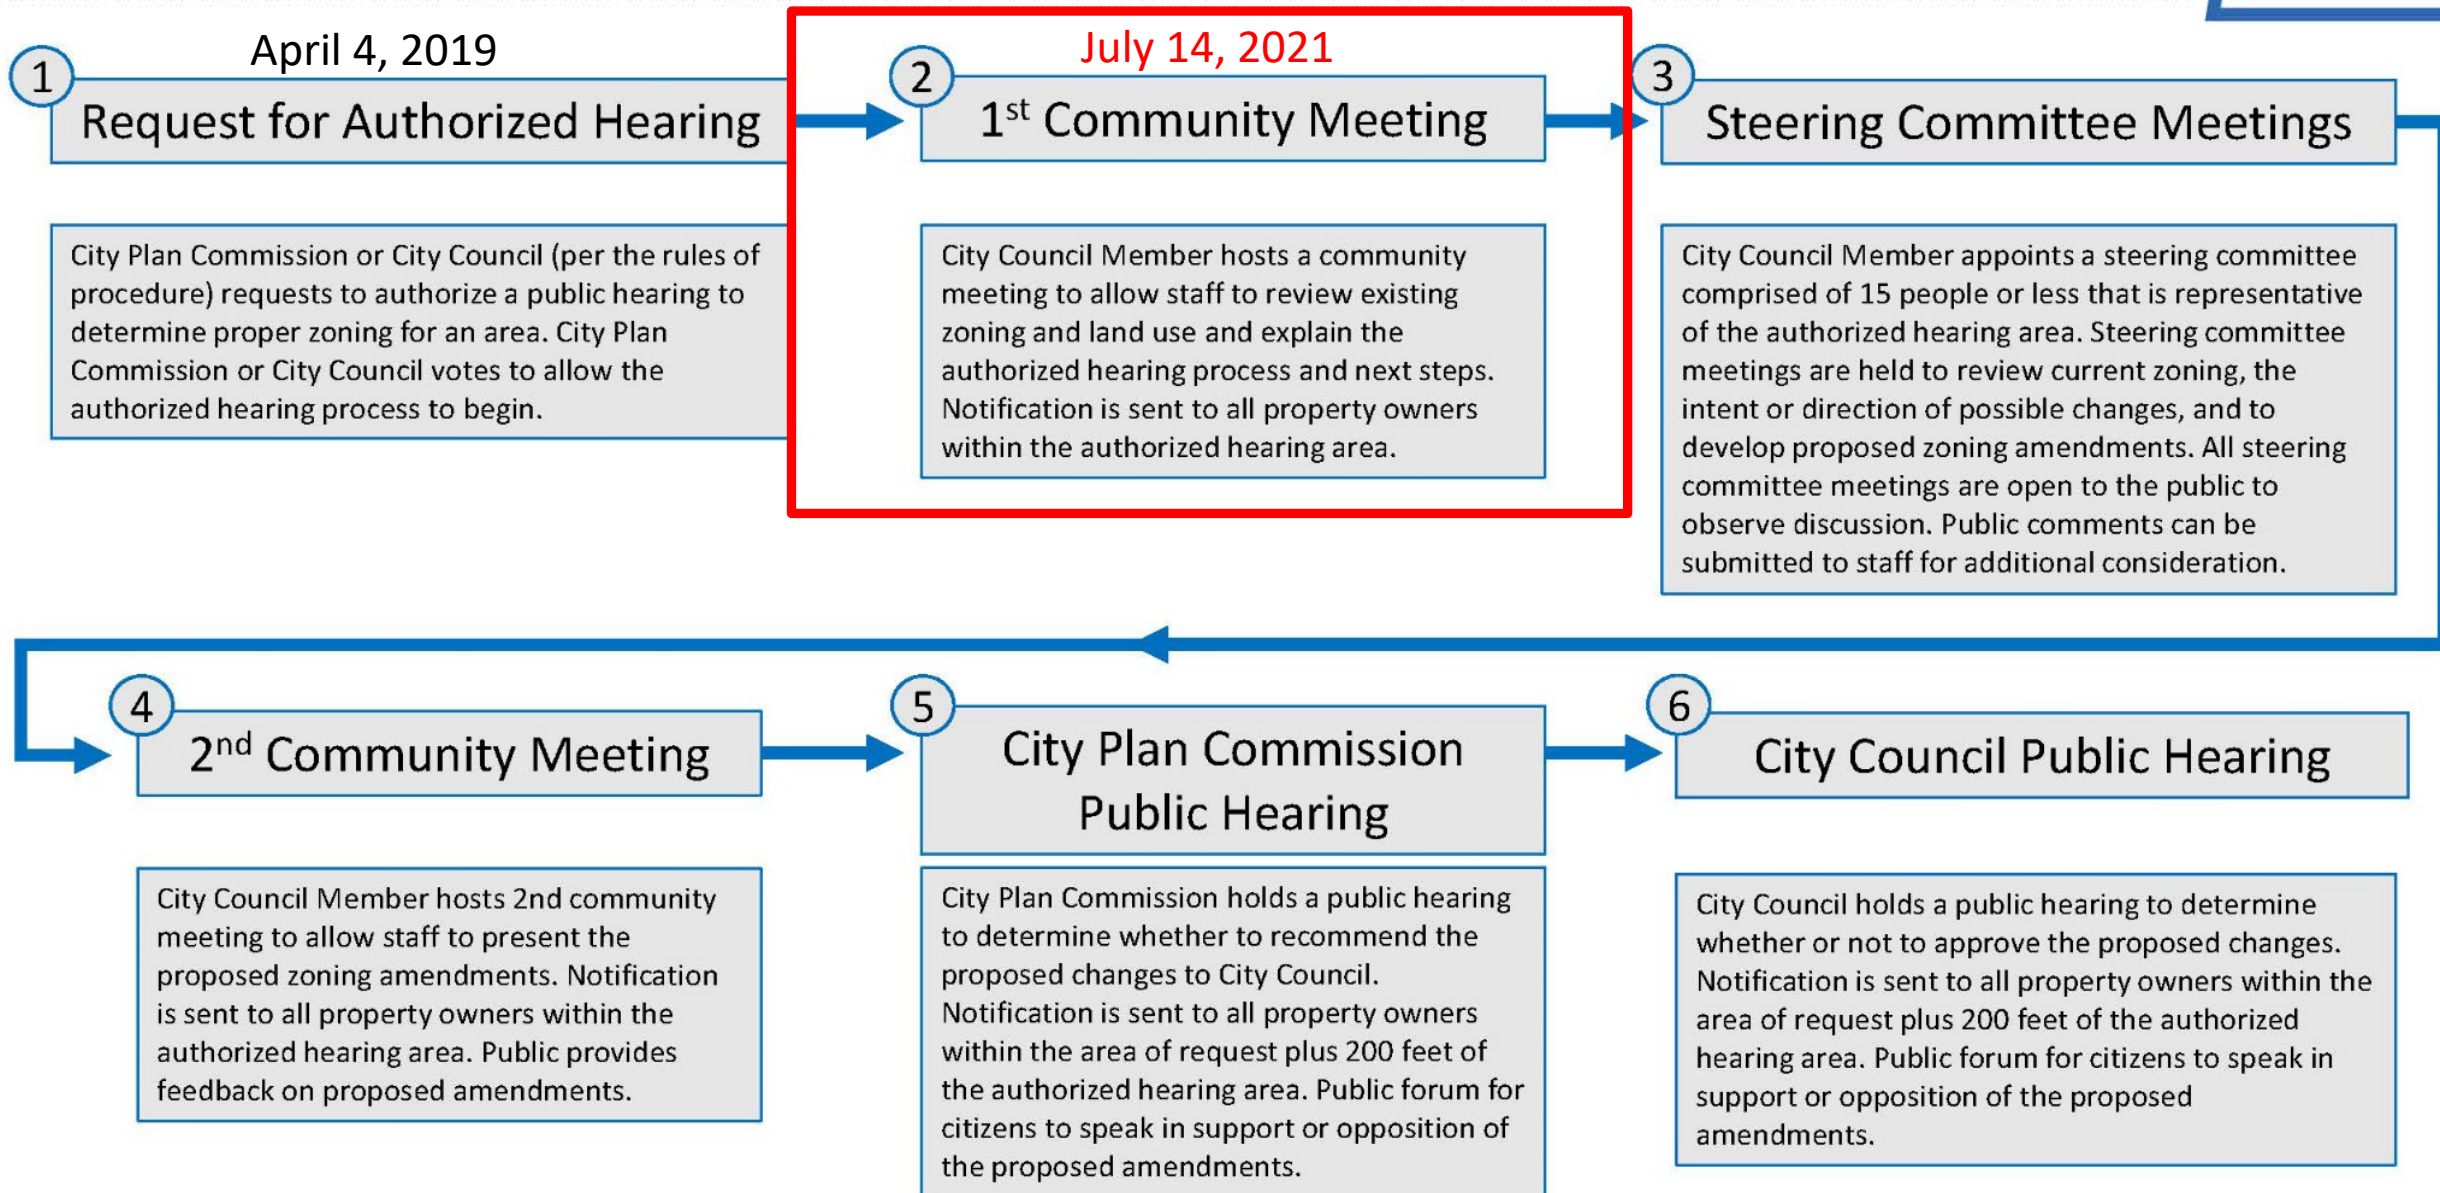 April 4, 2019
1
Request for Authorized Hearing
City Plan Commission or City Council (per the rules of
procedure) requests to authorize a public hearing to
determine proper zoning for an area. City Plan
Commission or City Council votes to allow the
authorized hearing process to begin.
July 14, 2021
2
1st Community Meeting
City Council Member hosts a community
meeting to allow staff to review existing
zoning and land use and explain the
authorized hearing process and next steps.
Notification is sent to all property owners
within the authorized hearing area.
3
Steering Committee Meetings
City Council Member appoints a steering committee
comprised of 15 people or less that is representative
of the authorized hearing area. Steering committee
meetings are held to review current zoning, the
intent or direction of possible changes, and to
develop proposed zoning amendments. All steering
committee meetings are open to the public to
observe discussion. Public comments can be
submitted to staff for additional consideration.
4
2nd Community Meeting
City Council Member hosts 2nd community
meeting to allow staff to present the
proposed zoning amendments. Notification
is sent to all property owners within the
authorized hearing area. Public provides
feedback on proposed amendments.
5
City Plan Commission
Public Hearing
City Plan Commission holds a public hearing
to determine whether to recommend the
proposed changes to City Council.
Notification is sent to all property owners
within the area of request plus 200 feet of
the authorized hearing area. Public forum for
citizens to speak in support or opposition of
the proposed amendments.
6
City Council Public Hearing
City Council holds a public hearing to determine
whether or not to approve the proposed changes.
Notification is sent to all property owners within the
area of request plus 200 feet of the authorized
hearing area. Public forum for citizens to speak in
support or opposition of the proposed
amendments.